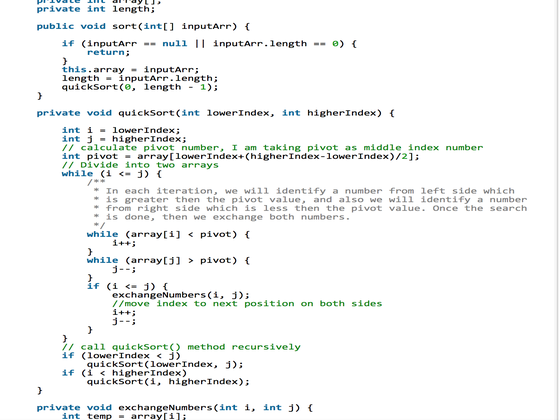 private int array[];
private int length;
public void sort(int[] inputArr) {
if (inputArr == null || inputArr.length == 0) {
return;
}
this.array = inputArr;
length = inputArr.length;
quickSort(0, length - 1);
}
private void quickSort(int lowerIndex, int higherIndex) {
int i = lowerIndex;
int j = higherIndex;
// calculate pivot number, I am taking pivot as middle index number
int pivot = array[lowerIndex+(higherIndex-lowerIndex)/2];
// Divide into two arrays
while (i <= j) {
/**
* In each iteration, we will identify a number from left side which
* is greater then the pivot value, and also we will identify a number
* from right side which is less then the pivot value. Once the search
* is done, then we exchange both numbers.
*/
while (array[i] < pivot) {
i++;
}
while (array[j] > pivot) {
j--;
}
if (i <= j) {
exchangeNumbers(i, j);
//move index to next position on both sides
i++;
j--;
}
}
// call quickSort() method recursively
if (lowerIndex < j)
quickSort(lowerIndex, j);
if (i < higherIndex)
quickSort(i, higherIndex);
}
private void exchangeNumbers(int i, int j) {
int temp = array[i];